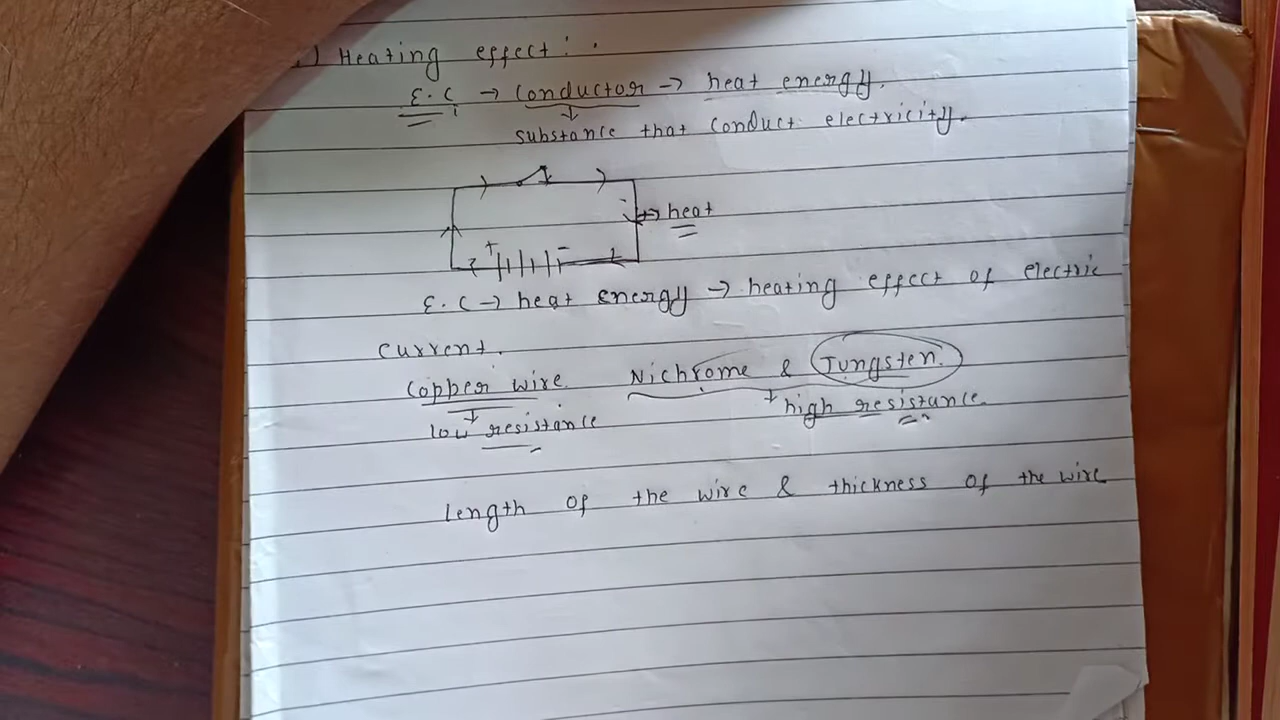 ) Heating effect :
E.C → conductor → heat energy.
↓
substance that conduct electricity.
+ -
→ heat
E.C → heat energy → heating effect of electric
current.
Copper wire Nichrome & Tungsten.
↓ low resistance ↓ high resistance
length of the wire & thickness of the wire